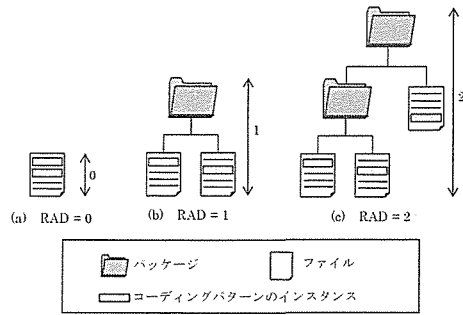 2
1
0
(a) RAD = 0
(b) RAD = 1
(c) RAD = 2
パッケージ
ファイル
コーディングパターンのインスタンス